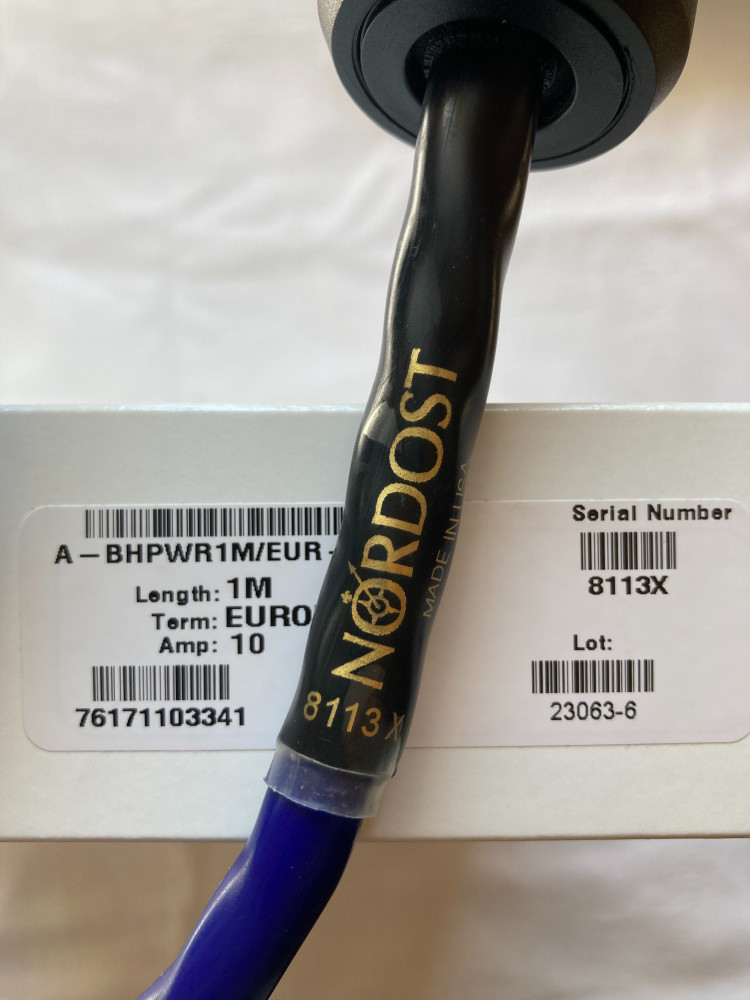 NORDOST
MADE IN USA
8113X
A-BHPWR1M/EUR-
Length: 1M
Term: EURO
Amp: 10
76171103341
Serial Number
8113X
Lot:
23063-6